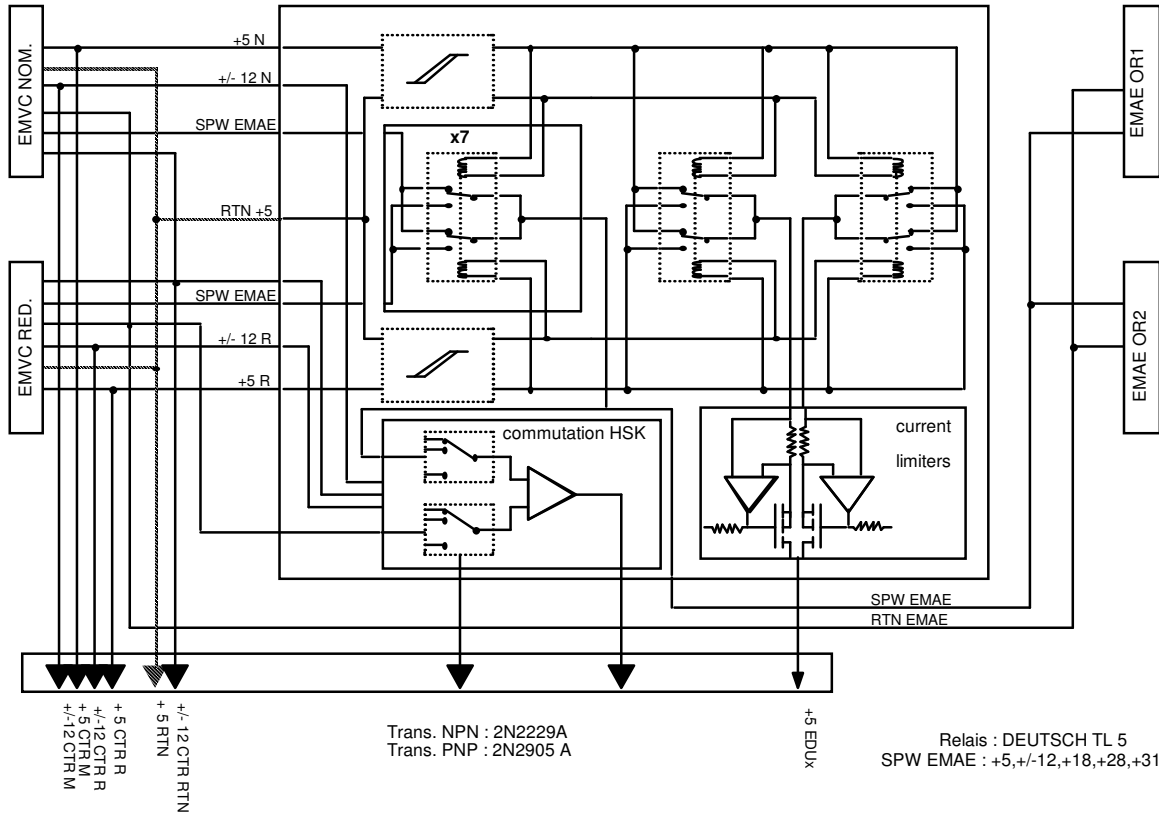 EMVC NOM.
+5 N
+/- 12 N
SPW EMAE
RTN +5
EMVC RED.
SPW EMAE
+/- 12 R
+5 R
x7
commutation HSK
current
limiters
EMAE OR1
EMAE OR2
SPW EMAE
RTN EMAE
+/-12 CTR M
+ 5 CTR M
+/-12 CTR R
+ 5 CTR R
+ 5 RTN
+/- 12 CTR RTN
Trans. NPN : 2N2229A
Trans. PNP : 2N2905 A
+5 EDUx
Relais : DEUTSCH TL 5
SPW EMAE : +5,+/-12,+18,+28,+31